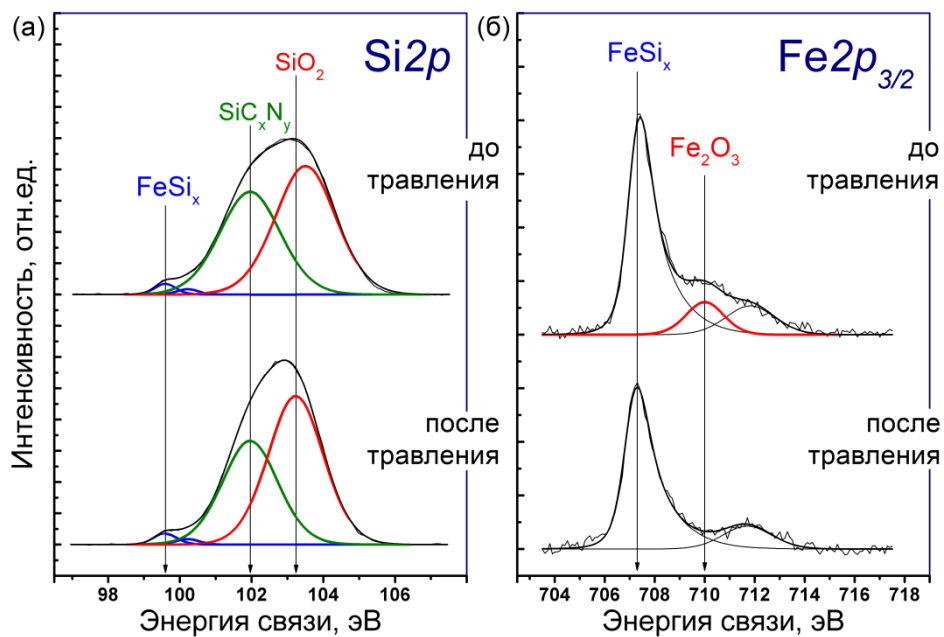 (а)
Si2p
SiO2
SiCxNy
FeSix
до
травления
после
травления
Интенсивность, отн.ед.
98 100 102 104 106
Энергия связи, эВ
(б)
Fe2p3/2
FeSix
Fe2O3
до
травления
после
травления
704 706 708 710 712 714 716 718
Энергия связи, эВ